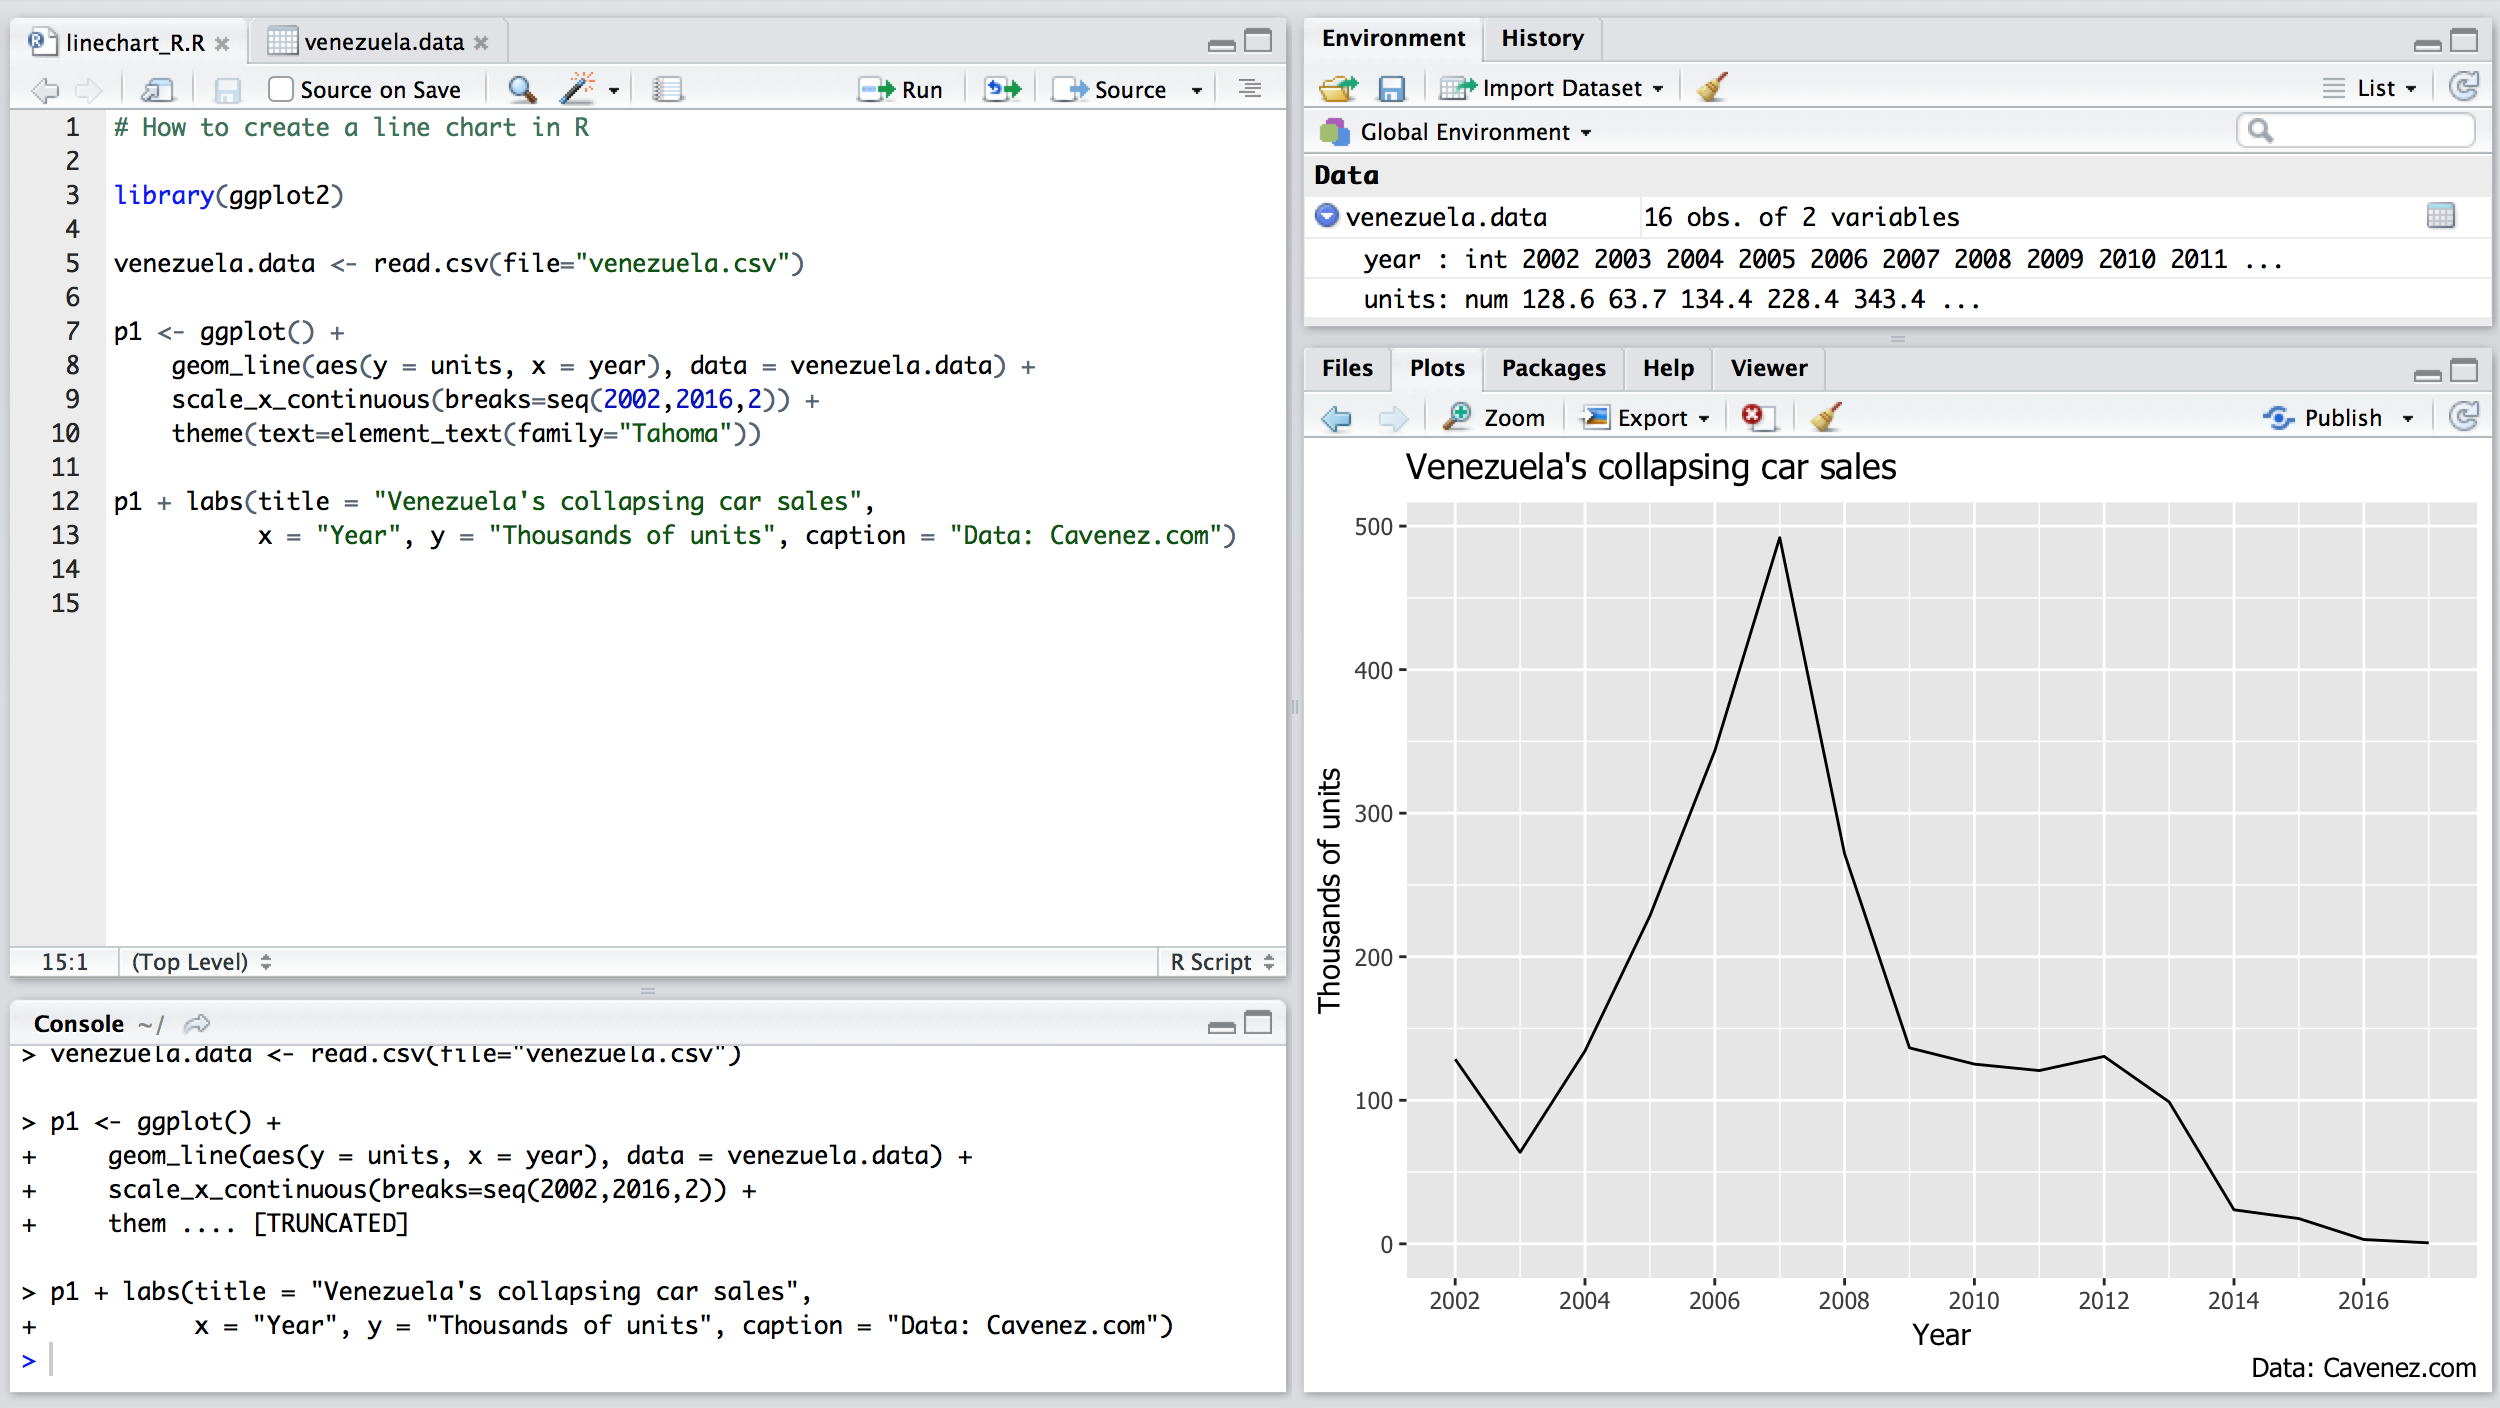 linechart_R.R
venezuela.data
Source on Save
Run
Source
1 # How to create a line chart in R
2
3 library(ggplot2)
4
5 venezuela.data <- read.csv(file="venezuela.csv")
6
7 p1 <- ggplot() +
8     geom_line(aes(y = units, x = year), data = venezuela.data) +
9     scale_x_continuous(breaks=seq(2002,2016,2)) +
10     theme(text=element_text(family="Tahoma"))
11
12 p1 + labs(title = "Venezuela's collapsing car sales",
13           x = "Year", y = "Thousands of units", caption = "Data: Cavenez.com")
14
15
15:1 (Top Level) R Script
Console ~/
> venezuela.data <- read.csv(file="venezuela.csv")
> p1 <- ggplot() +
+     geom_line(aes(y = units, x = year), data = venezuela.data) +
+     scale_x_continuous(breaks=seq(2002,2016,2)) +
+     them .... [TRUNCATED]
> p1 + labs(title = "Venezuela's collapsing car sales",
+           x = "Year", y = "Thousands of units", caption = "Data: Cavenez.com")
>
Environment History
Import Dataset List
Global Environment
Data
venezuela.data 16 obs. of 2 variables
year : int 2002 2003 2004 2005 2006 2007 2008 2009 2010 2011 ...
units: num 128.6 63.7 134.4 228.4 343.4 ...
Files Plots Packages Help Viewer
Zoom Export Publish
Venezuela's collapsing car sales
500
400
300
200
100
0
Thousands of units
2002 2004 2006 2008 2010 2012 2014 2016
Year
Data: Cavenez.com